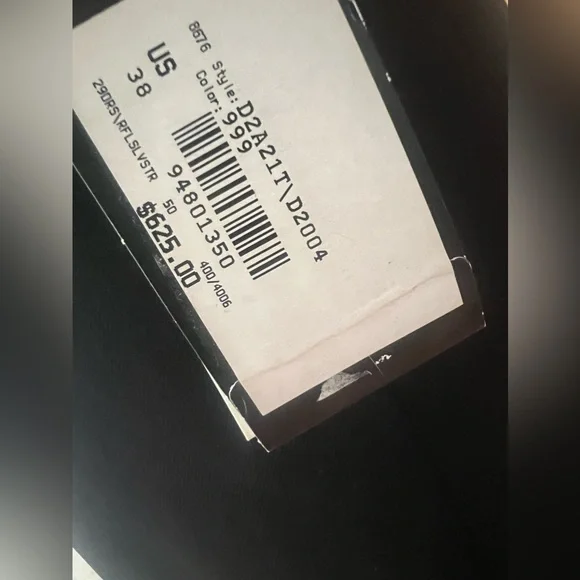 8676 Style: D2A21T\D2004
Color: 999
US
38
94801350
290RS\RFLSLVSTR 50 400/4006
$625.00